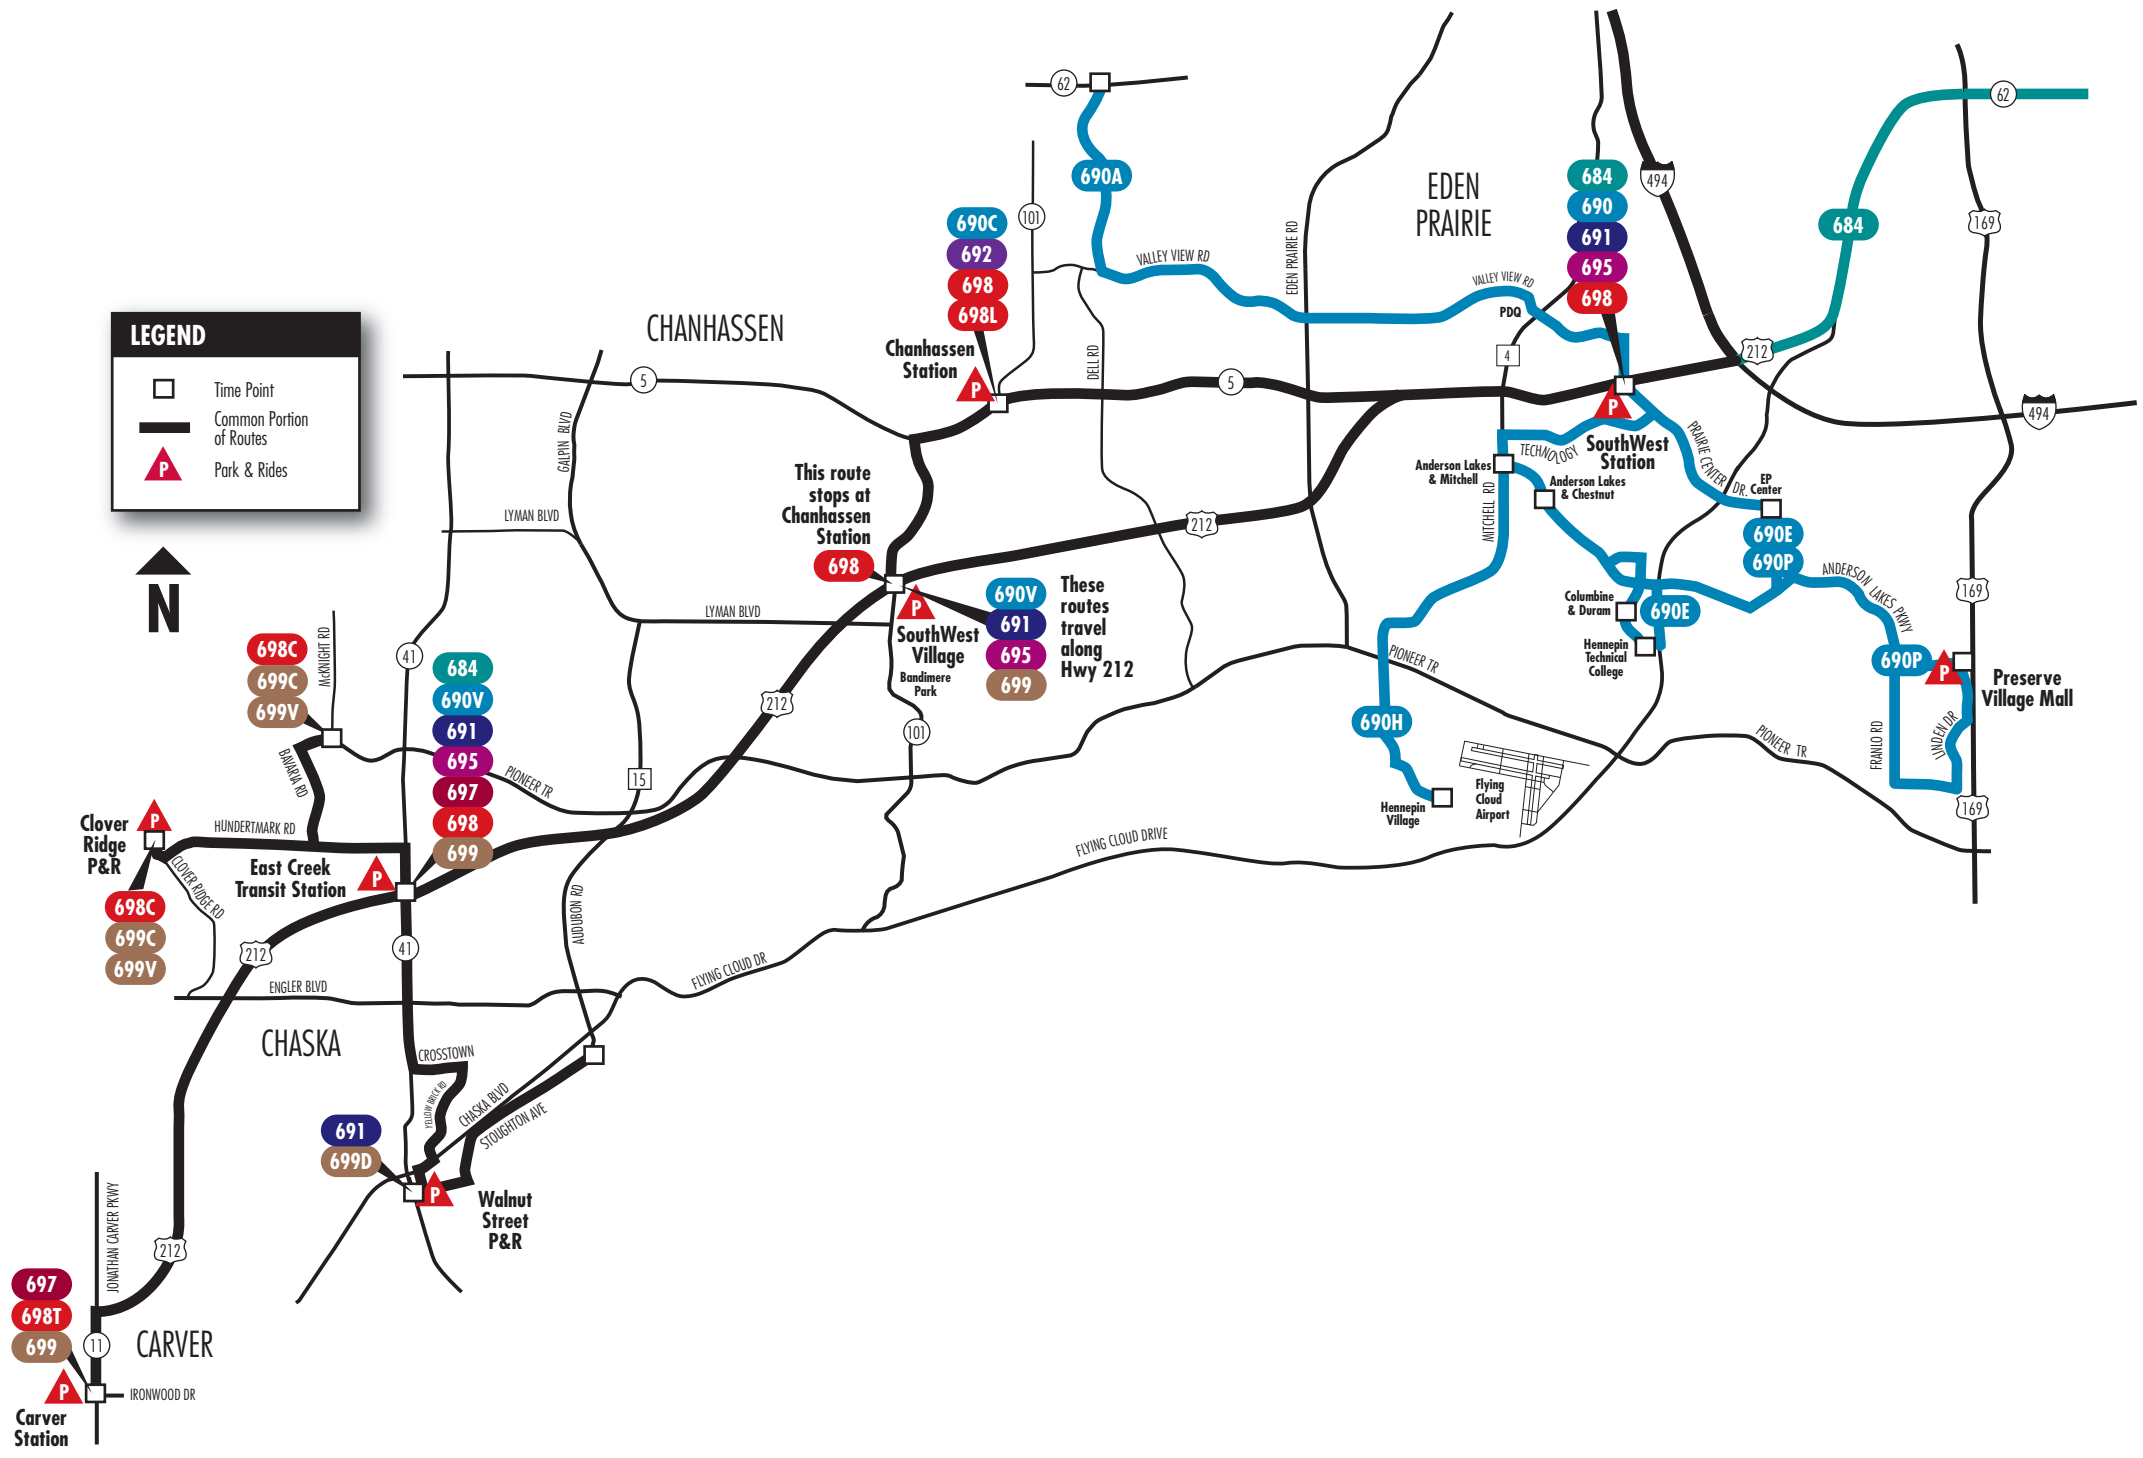 62
690A
690C
692
698
698L
101
Chanhassen
Station
P
VALLEY VIEW RD
EDEN PRAIRIE RD
DELL RD
5
EDEN
PRAIRIE
VALLEY VIEW RD
PDQ
4
684
690
691
695
698
494
684
62
169
212
494
LEGEND
Time Point
Common Portion
of Routes
P
Park & Rides
N
CHANHASSEN
5
GALPIN BLVD
LYMAN BLVD
LYMAN BLVD
This route
stops at
Chanhassen
Station
698
P
SouthWest
Village
Bandimere
Park
101
690V
691
695
699
These
routes
travel
along
Hwy 212
212
P
SouthWest
Station
TECHNOLOGY
Anderson Lakes
& Mitchell
Anderson Lakes
& Chestnut
MITCHELL RD
PRAIRIE CENTER DR.
EP
Center
690E
690P
ANDERSON LAKES PKWY
Columbine
& Duram
690E
Hennepin
Technical
College
690P
P
Preserve
Village Mall
169
169
FRANLO RD
LINDEN DR
PIONEER TR
PIONEER TR
690H
Hennepin
Village
Flying
Cloud
Airport
FLYING CLOUD DRIVE
698C
699C
699V
McKNIGHT RD
BAVARIA RD
41
684
690V
691
695
697
698
699
PIONEER TR
15
212
P
Clover
Ridge
P&R
HUNDERTMARK RD
CLOVER RIDGE RD
698C
699C
699V
East Creek
Transit Station
P
212
41
AUDUBON RD
FLYING CLOUD DR
ENGLER BLVD
CHASKA
CROSSTOWN
YELLOW BRICK RD
CHASKA BLVD
STOUGHTON AVE
691
699D
P
Walnut
Street
P&R
JONATHAN CARVER PKWY
212
697
698T
699
11
CARVER
P
IRONWOOD DR
Carver
Station